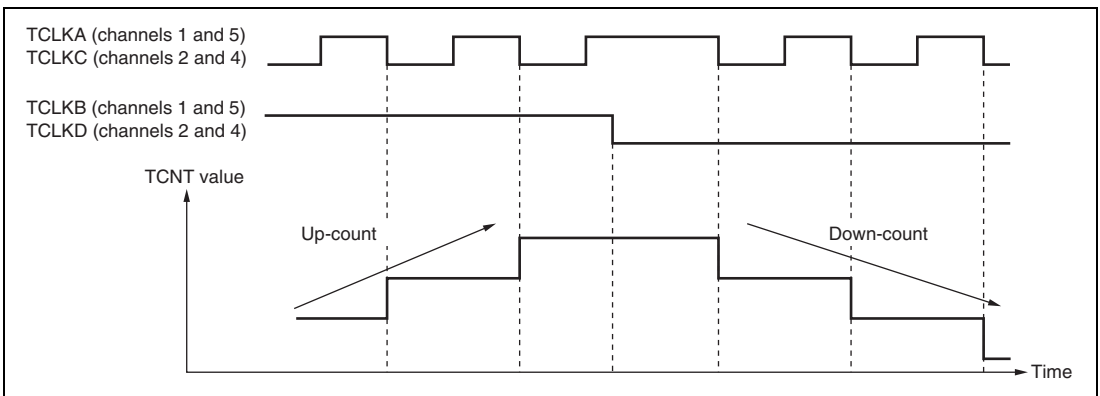 TCLKA (channels 1 and 5)
TCLKC (channels 2 and 4)
TCLKB (channels 1 and 5)
TCLKD (channels 2 and 4)
TCNT value
Up-count
Down-count
Time